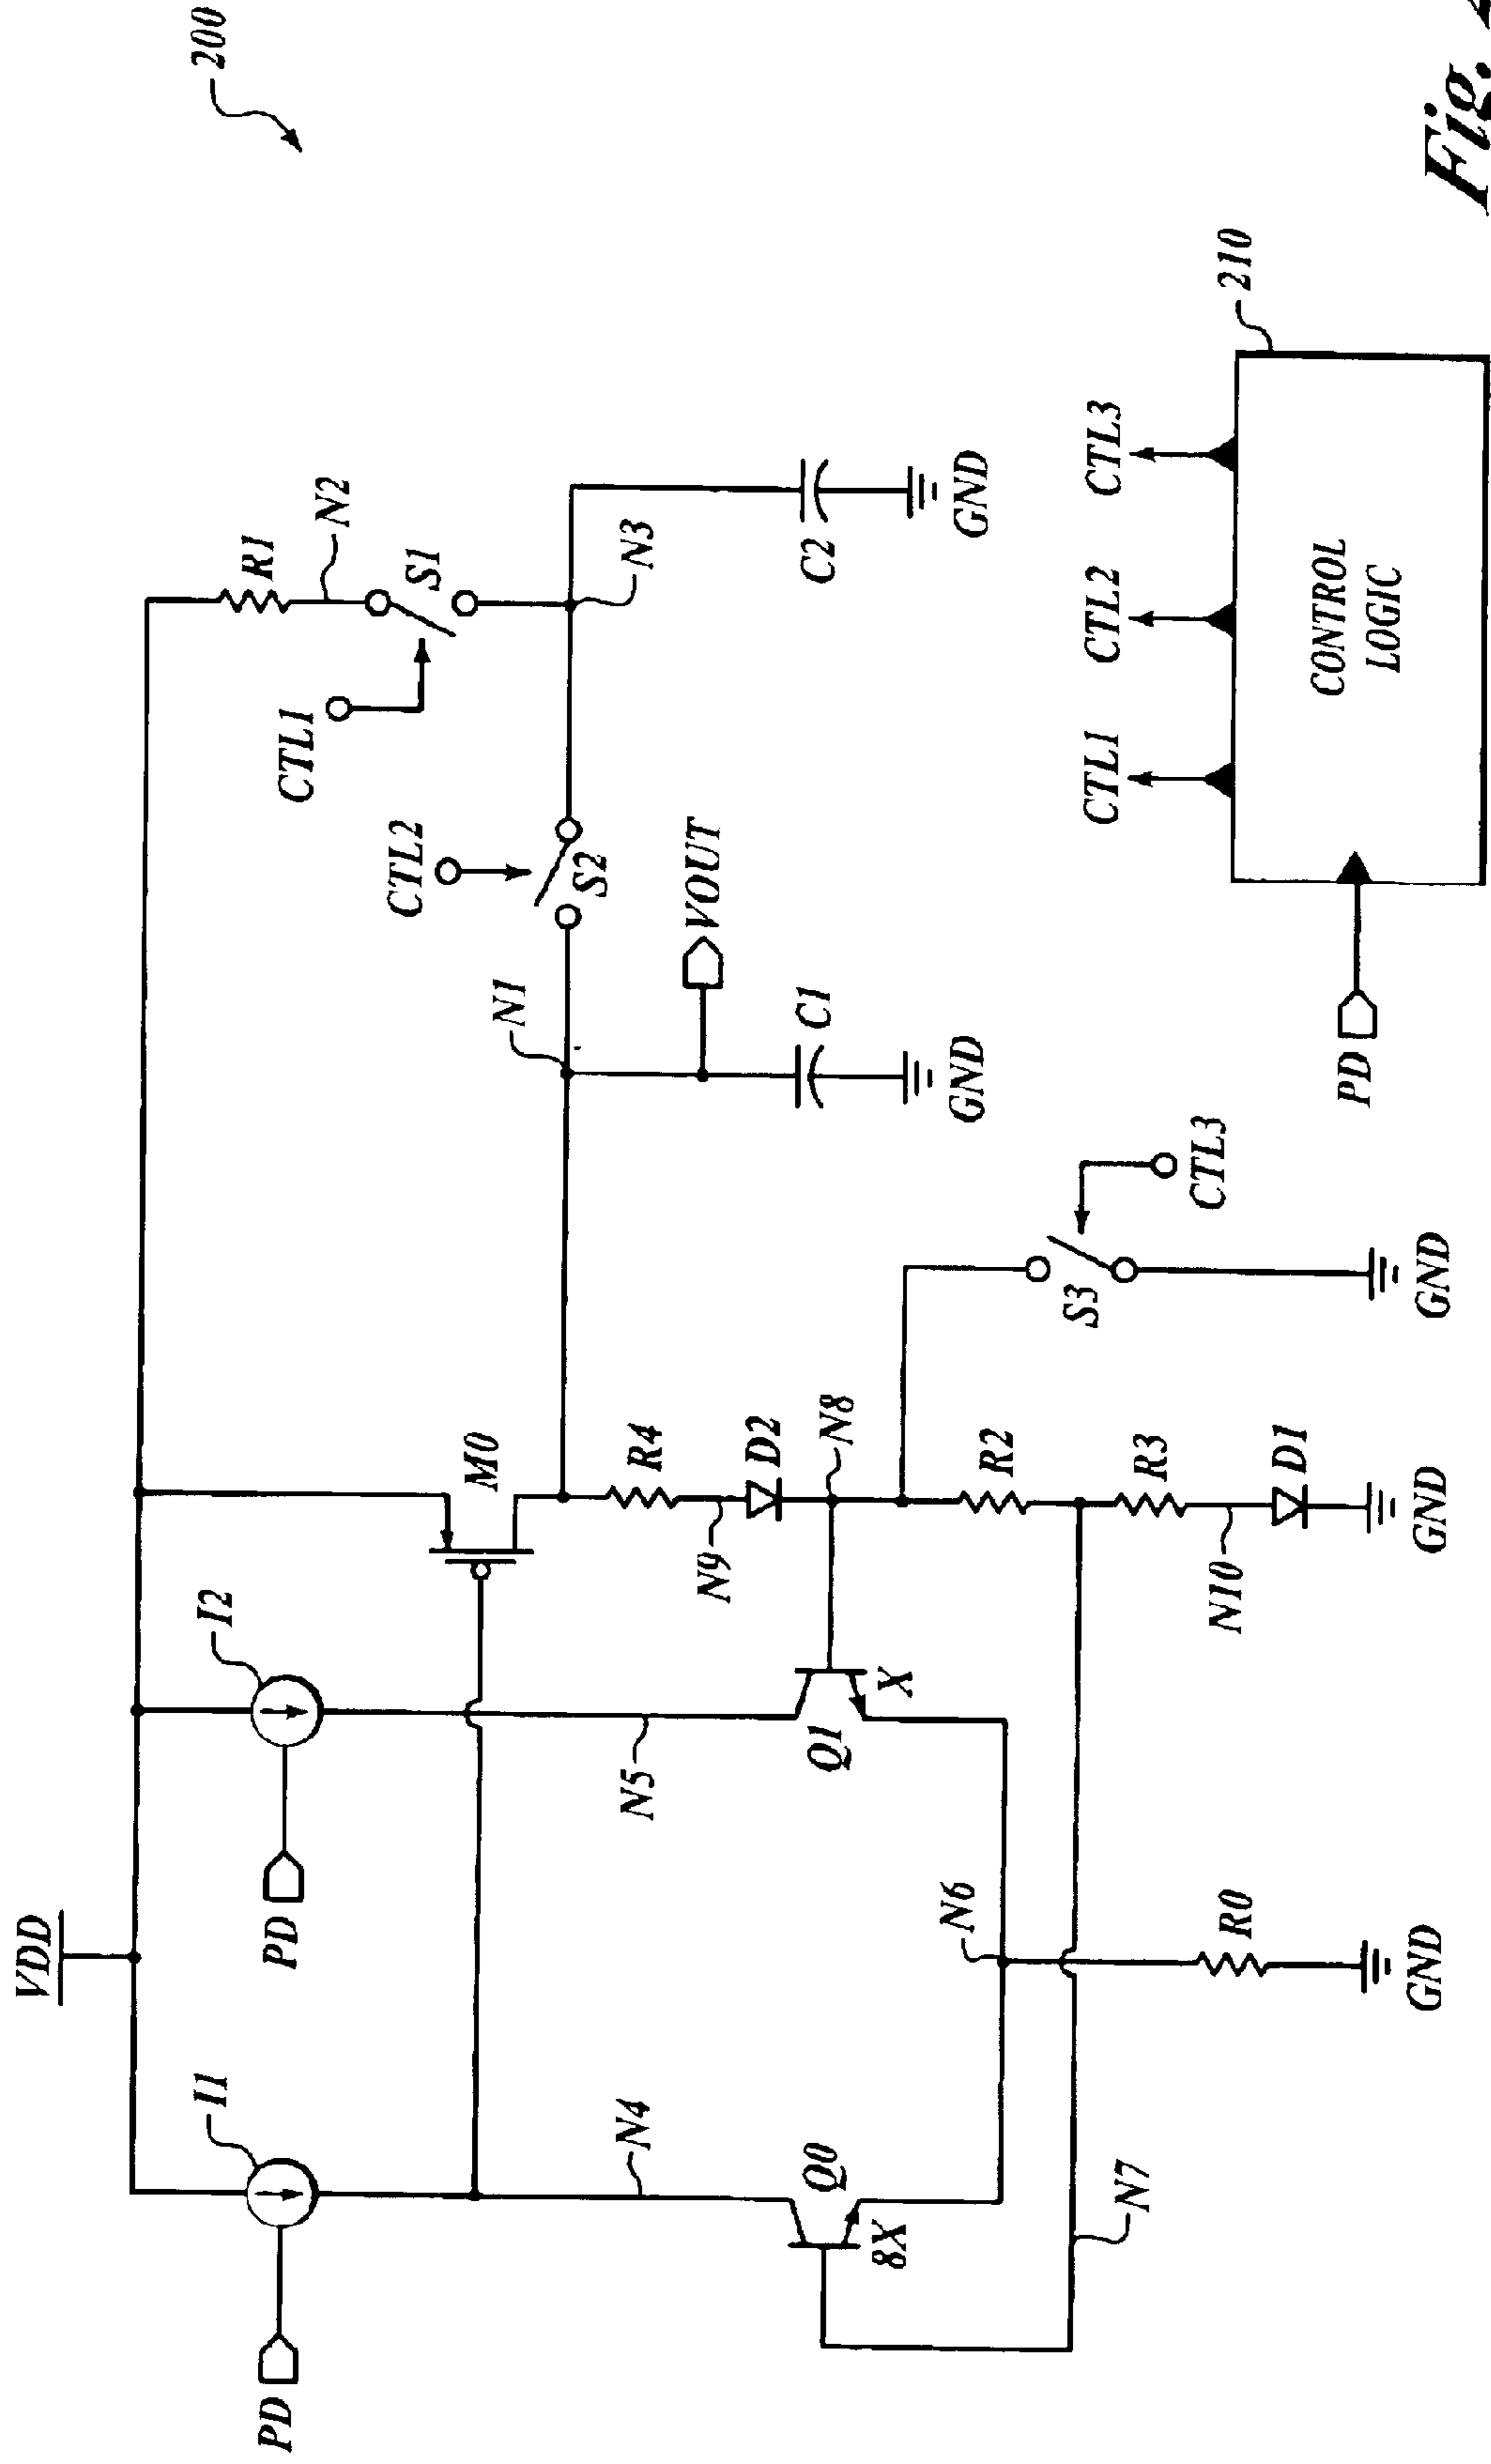 200
VDD
I1
I2
PD
PD
R1
N2
CTL1
S1
CTL2
S2
N3
N1
M0
VOUT
C1
GND
C2
GND
N4
N5
R4
N9
D2
N8
Q0
8X
Q1
X
N6
R2
S3
CTL3
N7
R0
GND
R3
N10
D1
GND
GND
CTL1
CTL2
CTL3
210
PD
CONTROL
LOGIC
Fig.